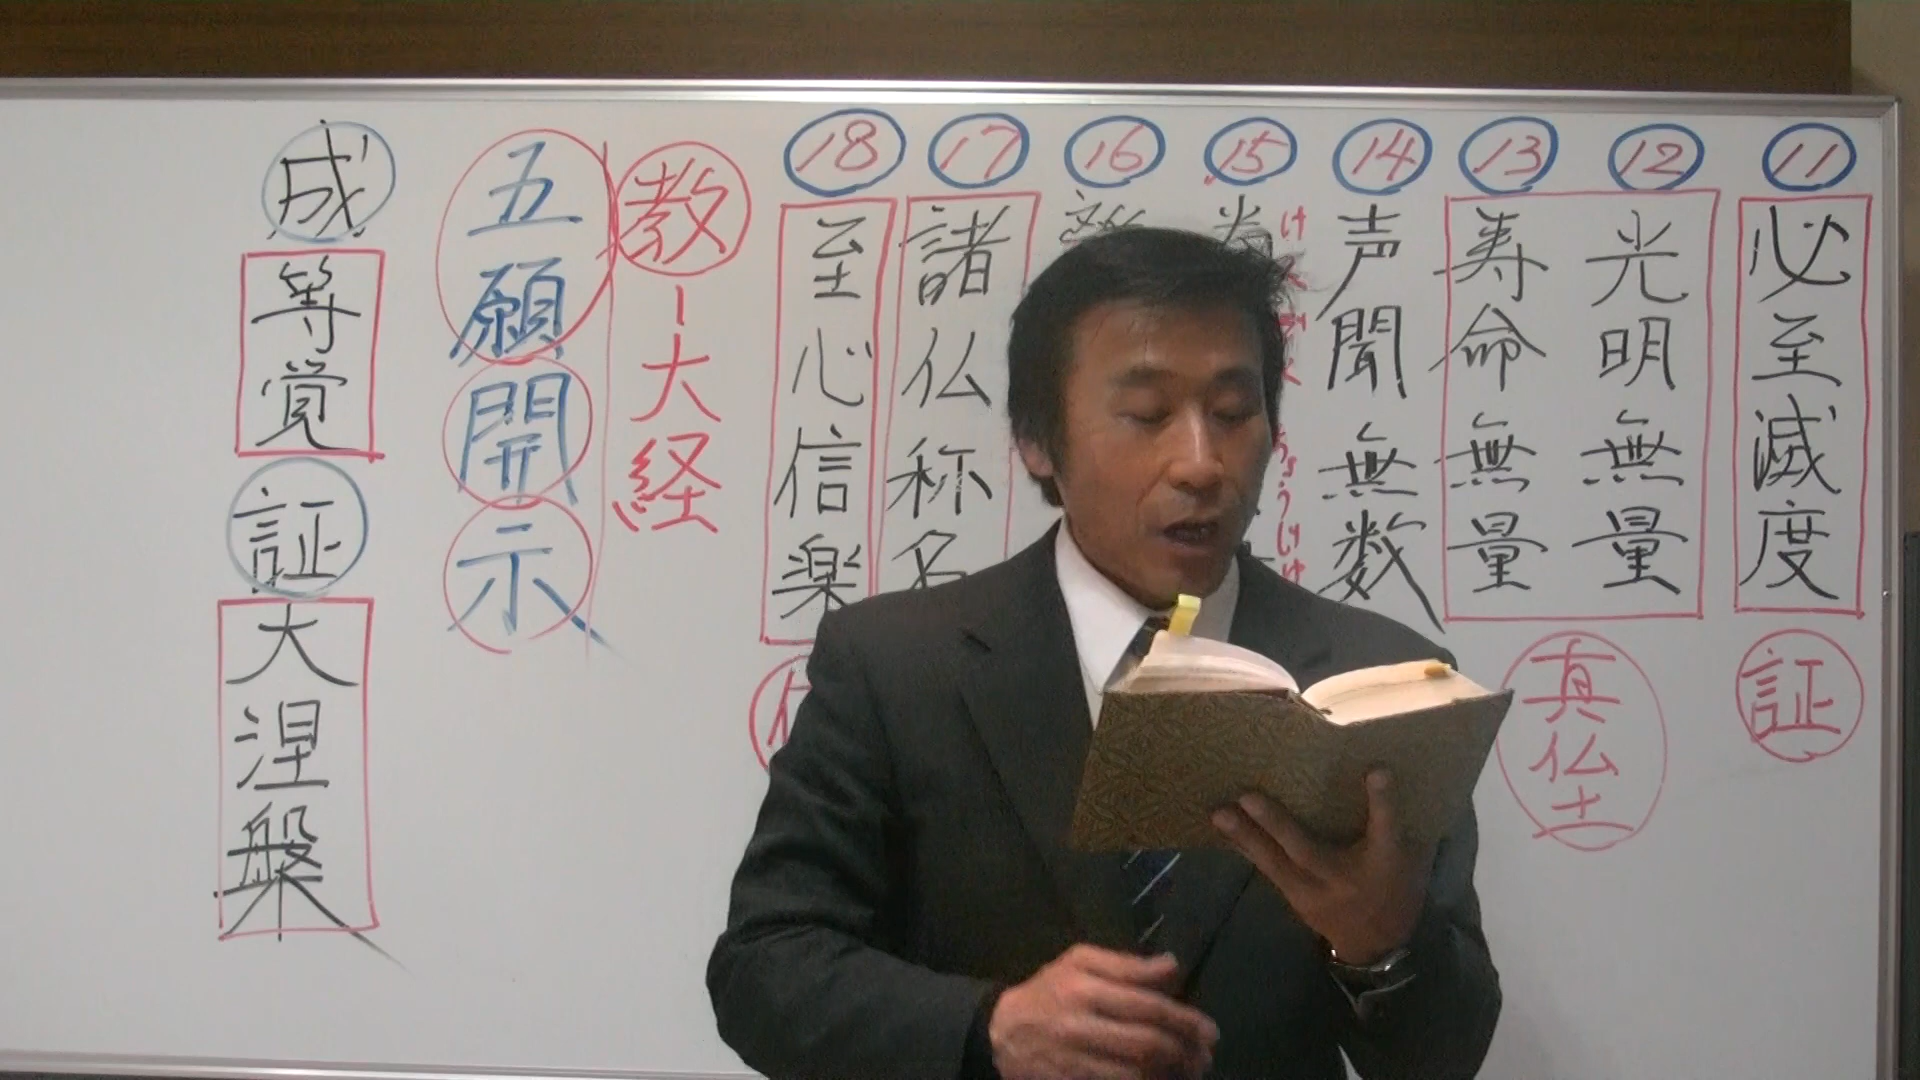 11
必至滅度
証
12
光明無量
13
寿命無量
真仏土
14
声聞無数
15
16
17
諸仏称名
18
至心信楽
教ー大経
五願開示
成
等覚
証
大涅槃